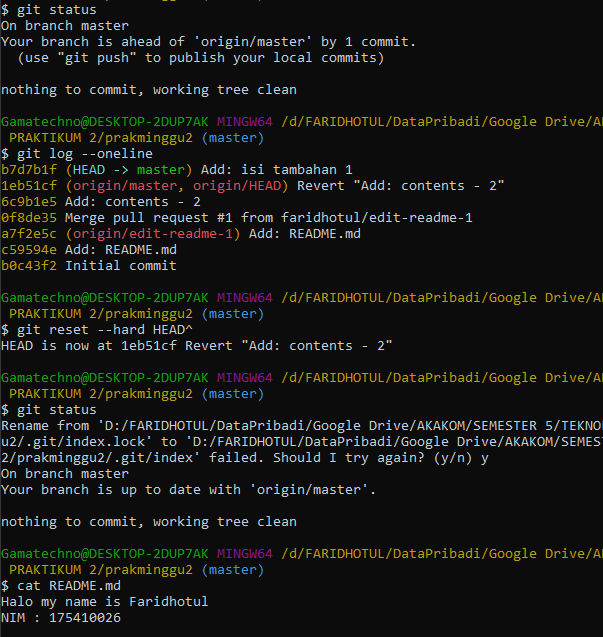 $ git status
On branch master
Your branch is ahead of 'origin/master' by 1 commit.
  (use "git push" to publish your local commits)
nothing to commit, working tree clean
Gamatechno@DESKTOP-2DUP7AK MINGW64 /d/FARIDHOTUL/DataPribadi/Google Drive/A
 PRAKTIKUM 2/prakminggu2 (master)
$ git log --oneline
b7d7b1f (HEAD -> master) Add: isi tambahan 1
1eb51cf (origin/master, origin/HEAD) Revert "Add: contents - 2"
6c9b1e5 Add: contents - 2
0f8de35 Merge pull request #1 from faridhotul/edit-readme-1
a7f2e5c (origin/edit-readme-1) Add: README.md
c59594e Add: README.md
b0c43f2 Initial commit
Gamatechno@DESKTOP-2DUP7AK MINGW64 /d/FARIDHOTUL/DataPribadi/Google Drive/A
 PRAKTIKUM 2/prakminggu2 (master)
$ git reset --hard HEAD^
HEAD is now at 1eb51cf Revert "Add: contents - 2"
Gamatechno@DESKTOP-2DUP7AK MINGW64 /d/FARIDHOTUL/DataPribadi/Google Drive/A
 PRAKTIKUM 2/prakminggu2 (master)
$ git status
Rename from 'D:/FARIDHOTUL/DataPribadi/Google Drive/AKAKOM/SEMESTER 5/TEKNO
u2/.git/index.lock' to 'D:/FARIDHOTUL/DataPribadi/Google Drive/AKAKOM/SEMES
2/prakminggu2/.git/index' failed. Should I try again? (y/n) y
On branch master
Your branch is up to date with 'origin/master'.
nothing to commit, working tree clean
Gamatechno@DESKTOP-2DUP7AK MINGW64 /d/FARIDHOTUL/DataPribadi/Google Drive/A
 PRAKTIKUM 2/prakminggu2 (master)
$ cat README.md
Halo my name is Faridhotul
NIM : 175410026